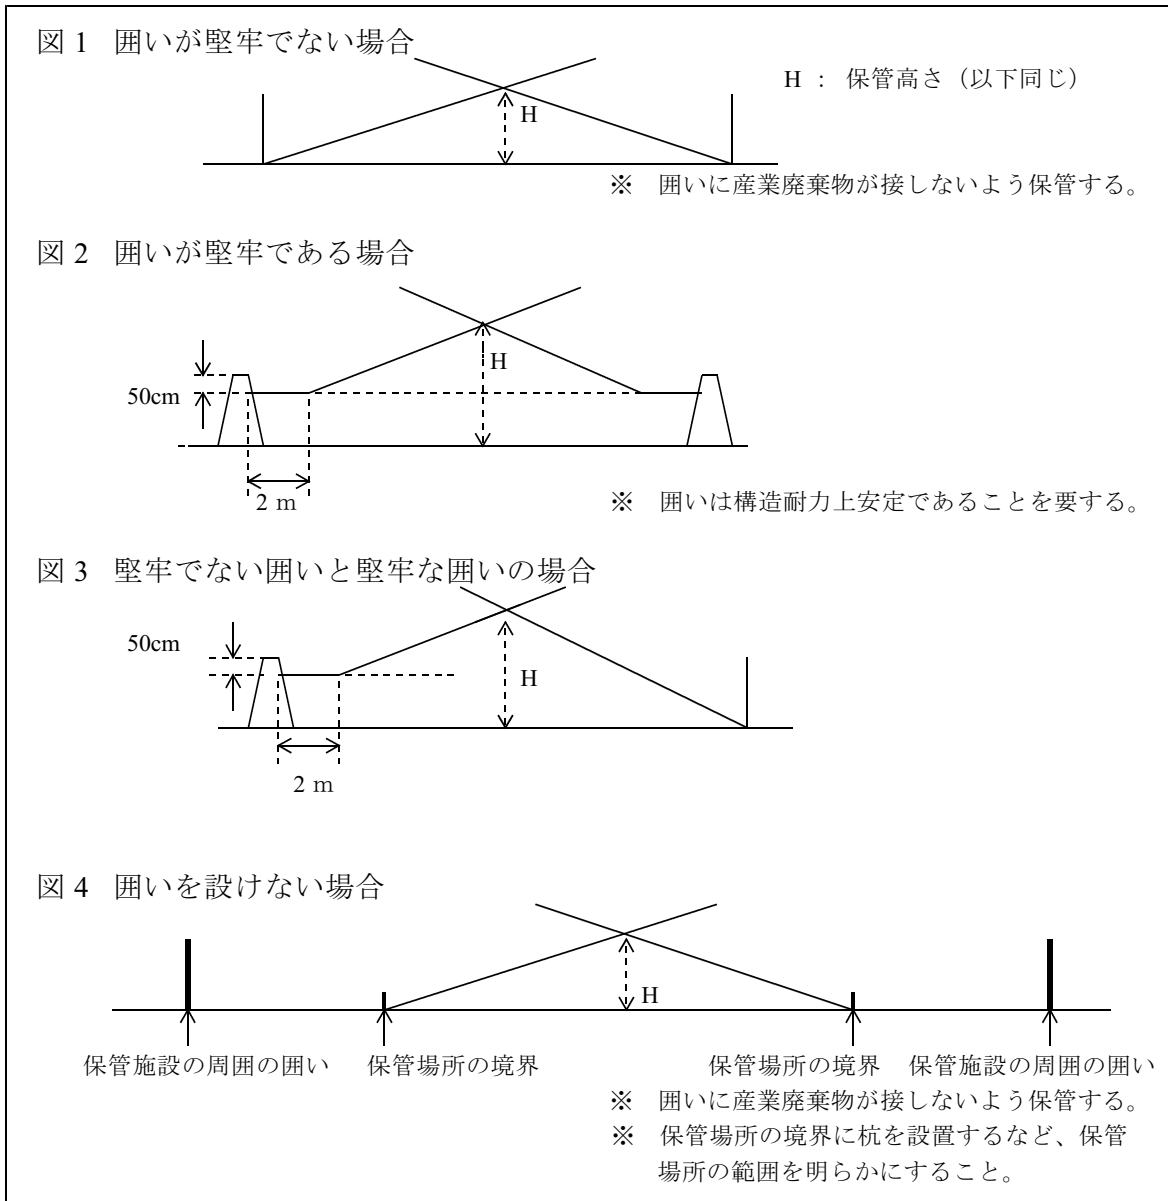 図 1 囲いが堅牢でない場合
H : 保管高さ（以下同じ）
H
※ 囲いに産業廃棄物が接しないよう保管する。
図 2 囲いが堅牢である場合
H
50cm
2 m
※ 囲いは構造耐力上安定であることを要する。
図 3 堅牢でない囲いと堅牢な囲いの場合
50cm
H
2 m
図 4 囲いを設けない場合
H
保管施設の周囲の囲い 保管場所の境界 保管場所の境界 保管施設の周囲の囲い
※ 囲いに産業廃棄物が接しないよう保管する。
※ 保管場所の境界に杭を設置するなど、保管
場所の範囲を明らかにすること。